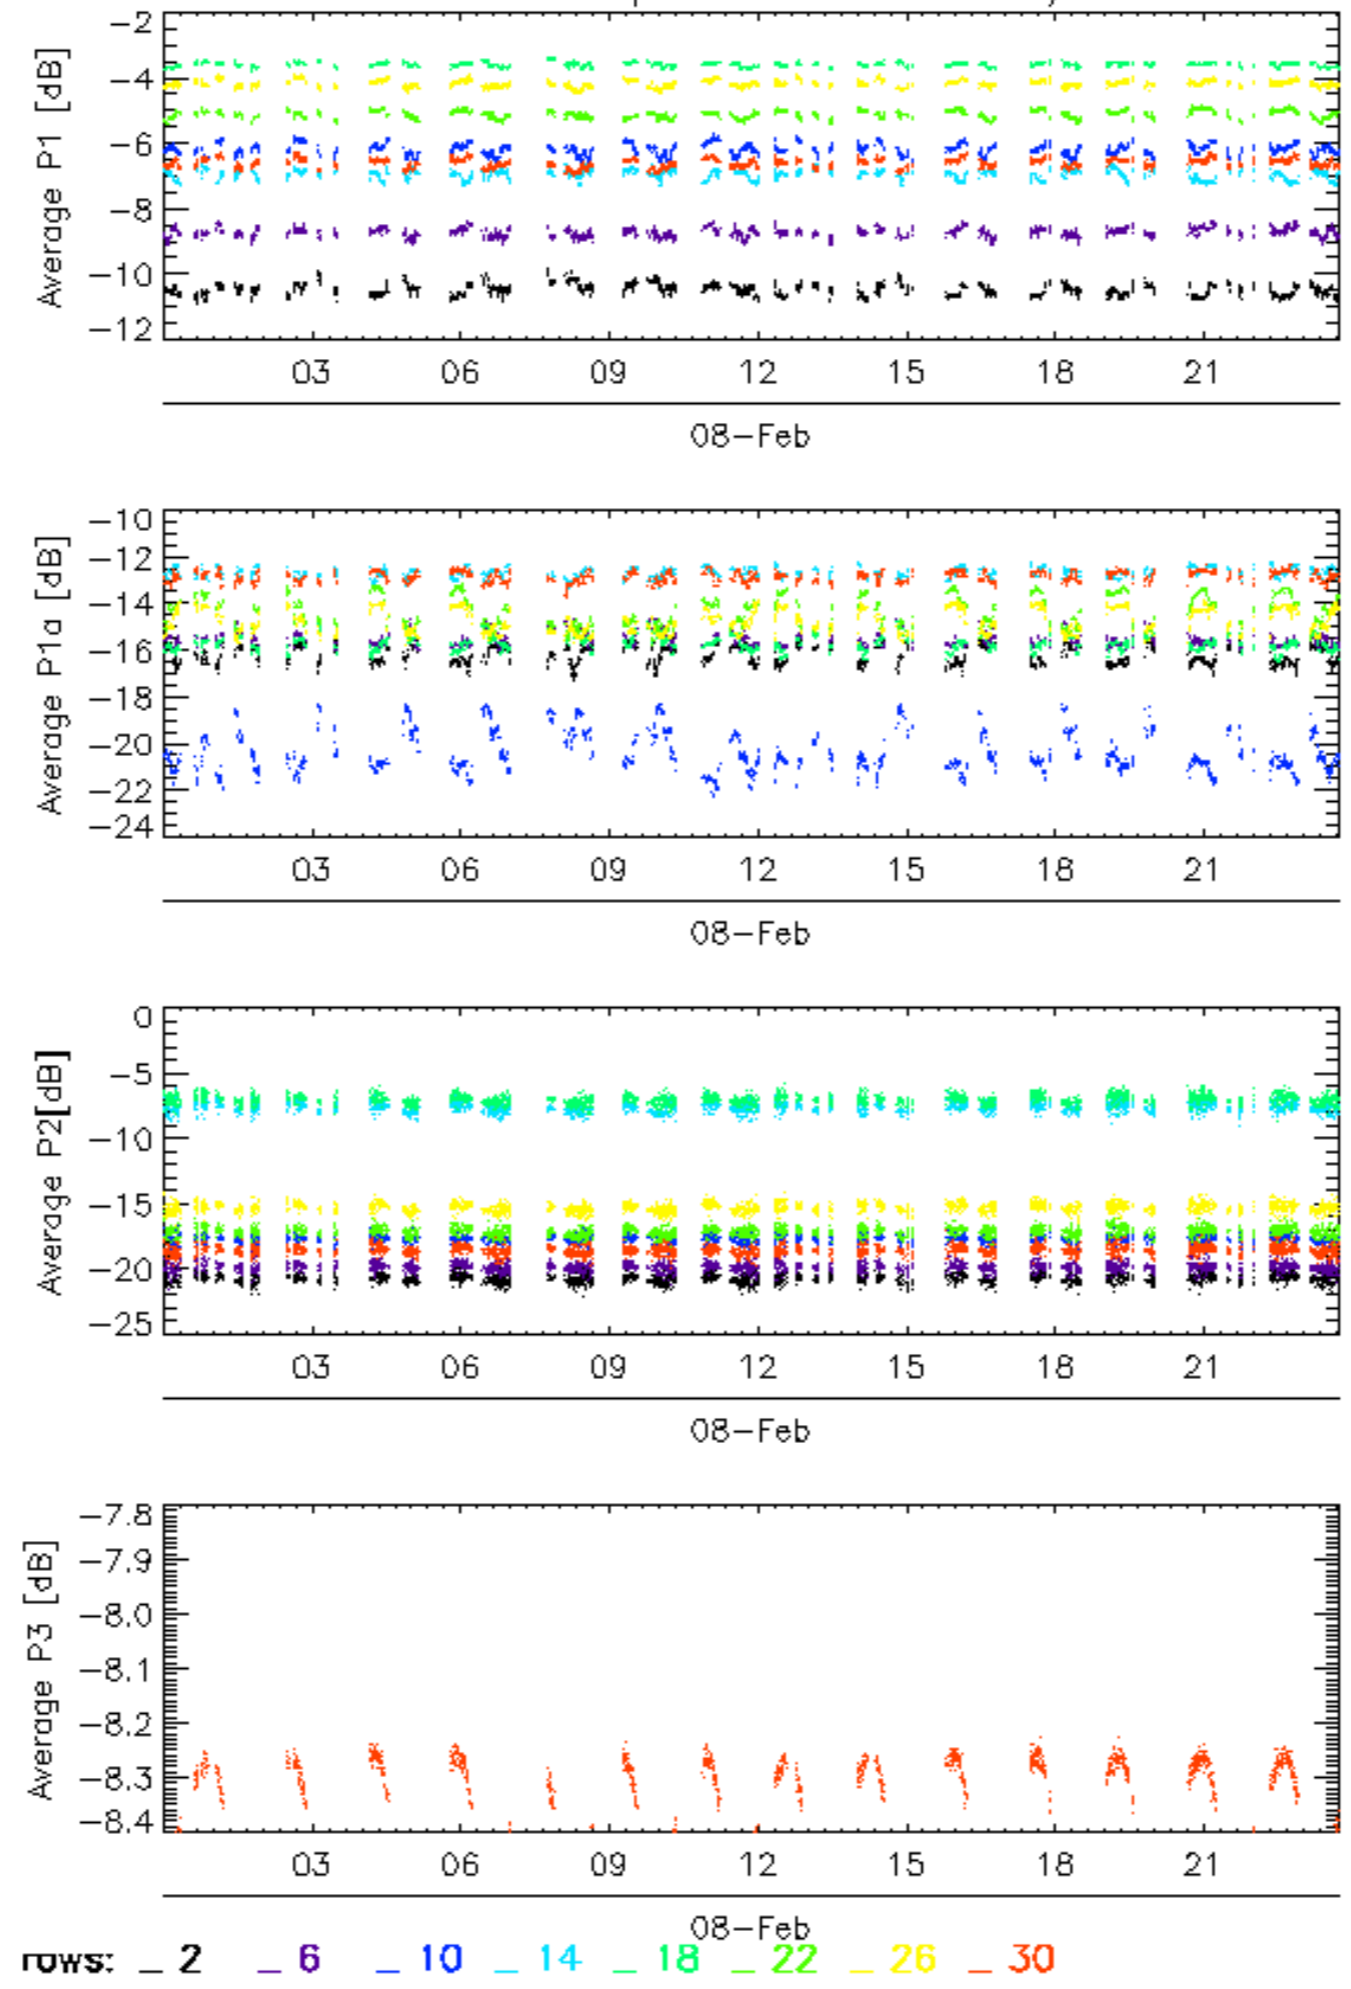 Average P1 [dB]
-2
-4
-6
-8
-10
-12
03 06 09 12 15 18 21
08-Feb
Average P1a [dB]
-10
-12
-14
-16
-18
-20
-22
-24
03 06 09 12 15 18 21
08-Feb
Average P2[dB]
0
-5
-10
-15
-20
-25
03 06 09 12 15 18 21
08-Feb
Average P3 [dB]
-7.8
-7.9
-8.0
-8.1
-8.2
-8.3
-8.4
03 06 09 12 15 18 21
08-Feb
rows: _ 2 _ 6 _ 10 _ 14 _ 18 _ 22 _ 26 _ 30